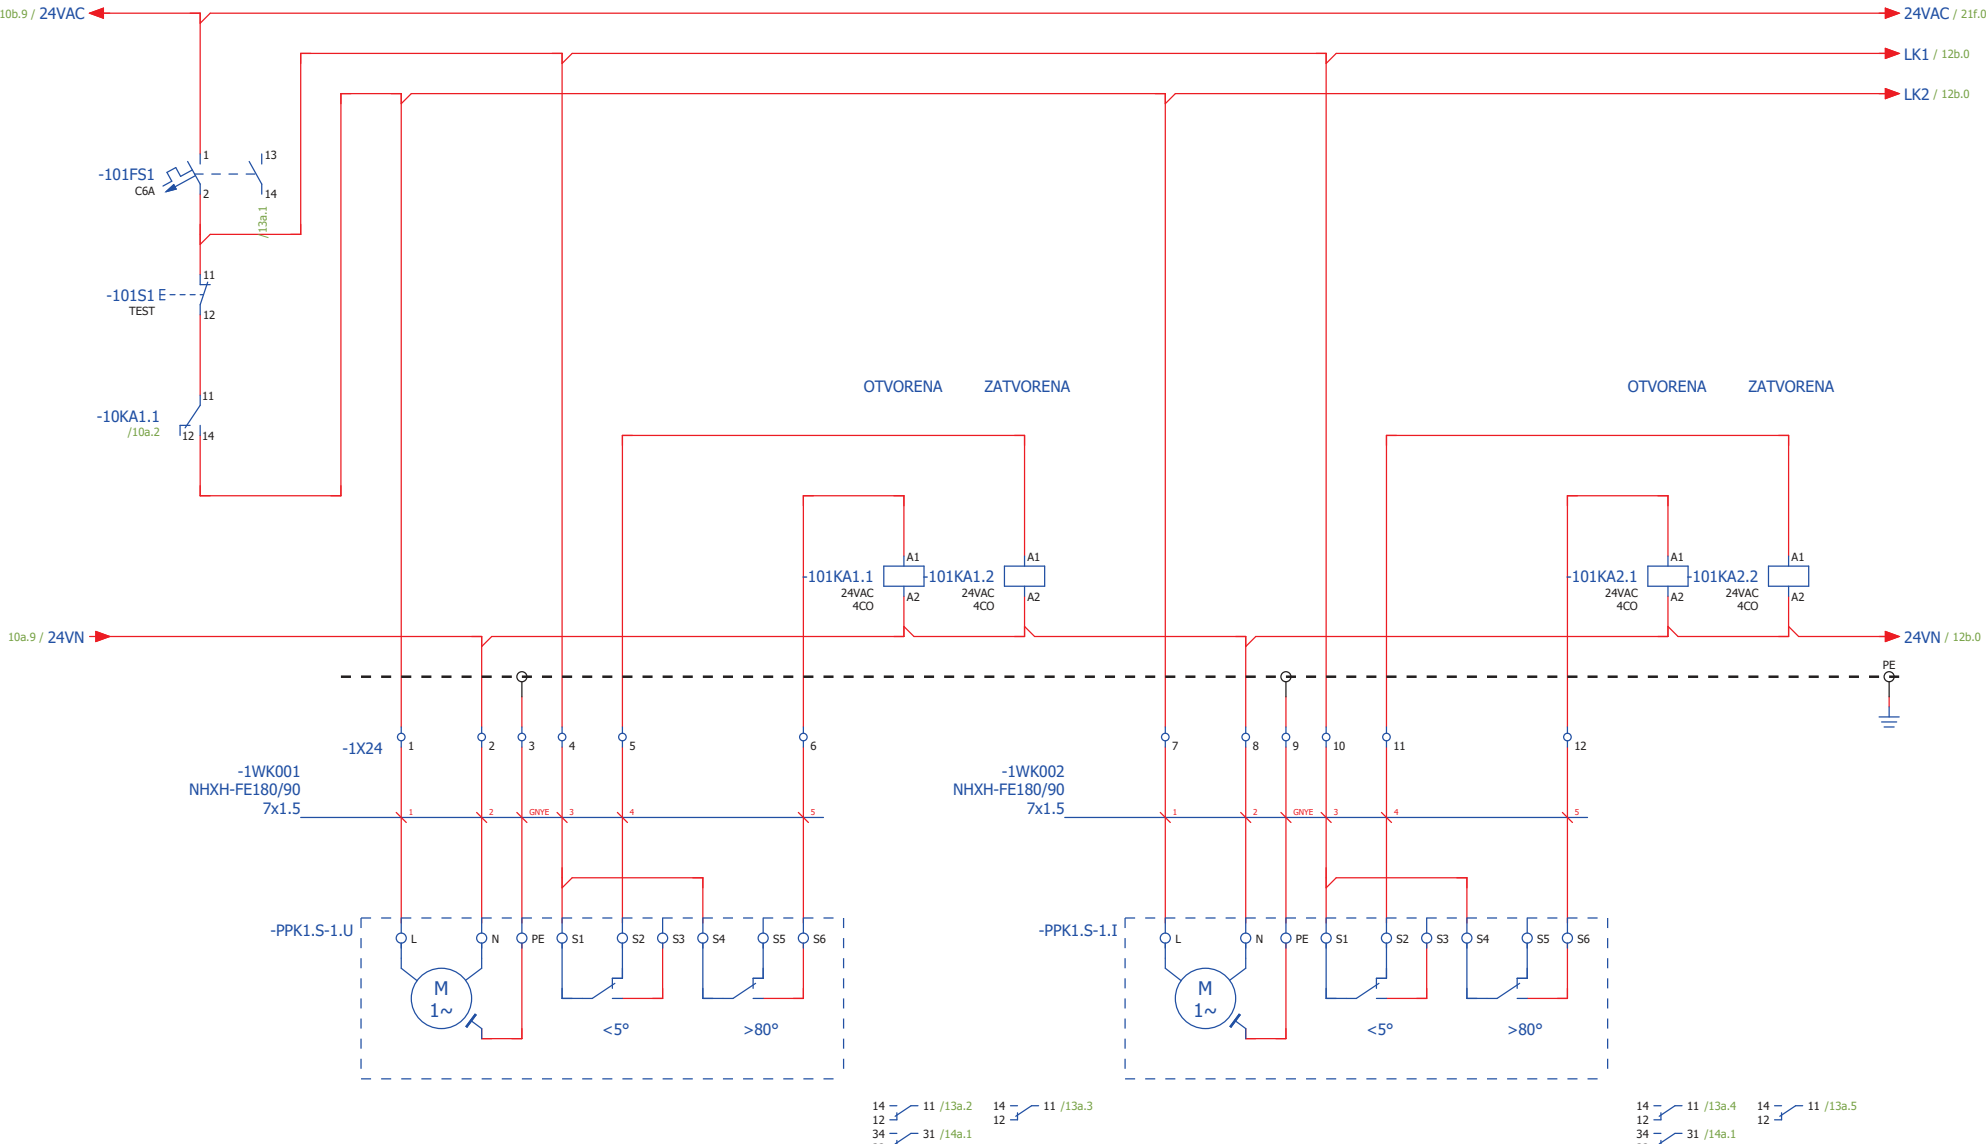 10b.9 / 24VAC
24VAC / 21f.0
LK1 / 12b.0
LK2 / 12b.0
1
13
-101FS1
C6A
2
14
/13a.1
11
-101S1
TEST
12
OTVORENA ZATVORENA
OTVORENA ZATVORENA
11
-10KA1.1
/10a.2
12 14
A1 A1 A1 A1
-101KA1.1
24VAC
4CO
A2
-101KA1.2
24VAC
4CO
A2
-101KA2.1
24VAC
4CO
A2
-101KA2.2
24VAC
4CO
A2
10a.9 / 24VN
24VN / 12b.0
PE
-1X24 1 2 3 4 5 6 7 8 9 10 11 12
-1WK001
NHXH-FE180/90
7x1.5
1 2 GNYE 3 4 5
-1WK002
NHXH-FE180/90
7x1.5
1 2 GNYE 3 4 5
-PPK1.S-1.U
L N PE S1 S2 S3 S4 S5 S6
M
1~
<5° >80°
-PPK1.S-1.I
L N PE S1 S2 S3 S4 S5 S6
M
1~
<5° >80°
14 11 /13a.2 14 11 /13a.3
12 12
34 31 /14a.1
14 11 /13a.4 14 11 /13a.5
12 12
34 31 /14a.1